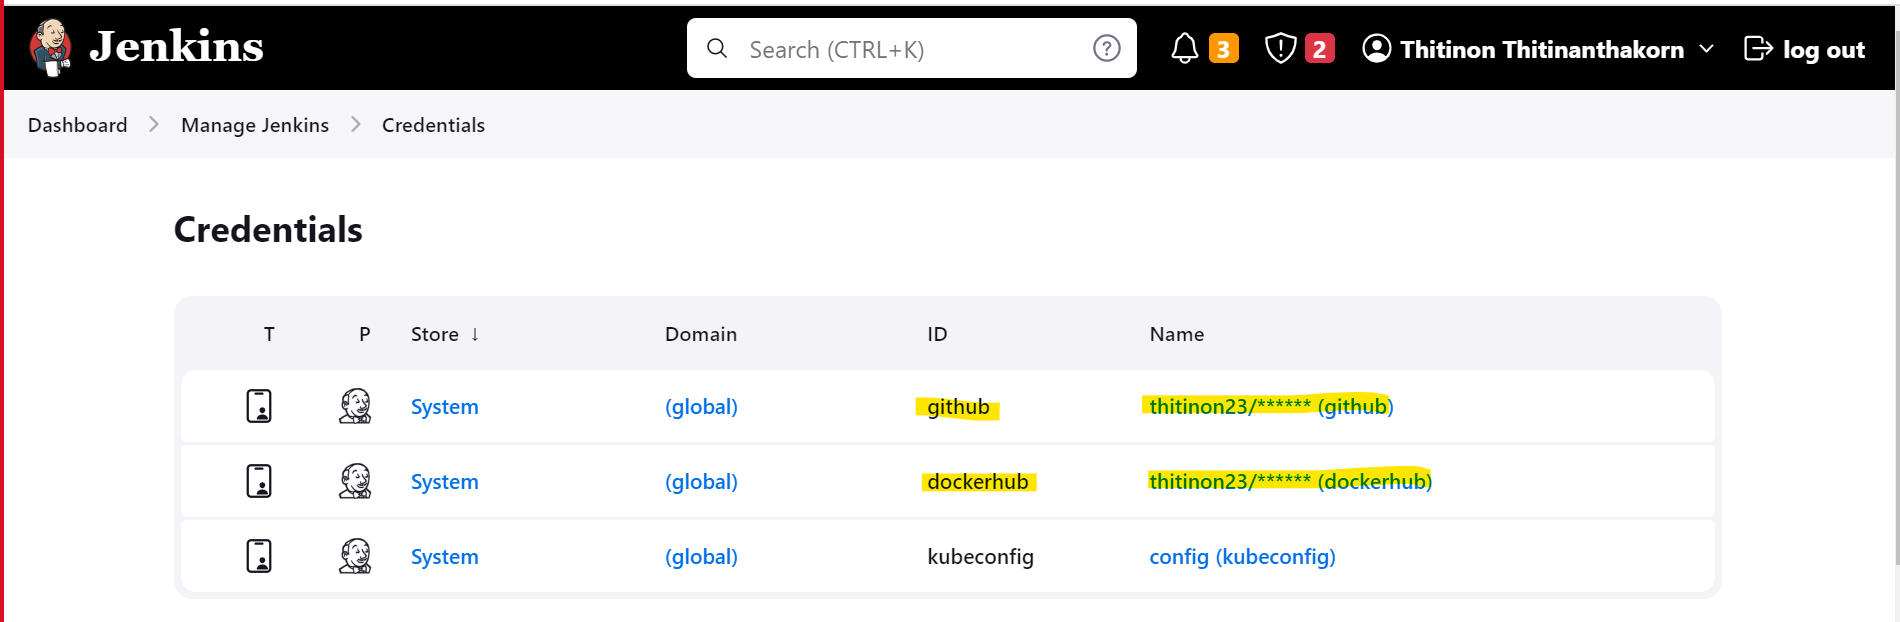 Jenkins Search (CTRL+K) ? 3 2 Thitinon Thitinanthakorn log out
Dashboard Manage Jenkins Credentials
Credentials
T P Store ↓ Domain ID Name
System (global) github thitinon23/****** (github)
System (global) dockerhub thitinon23/****** (dockerhub)
System (global) kubeconfig config (kubeconfig)